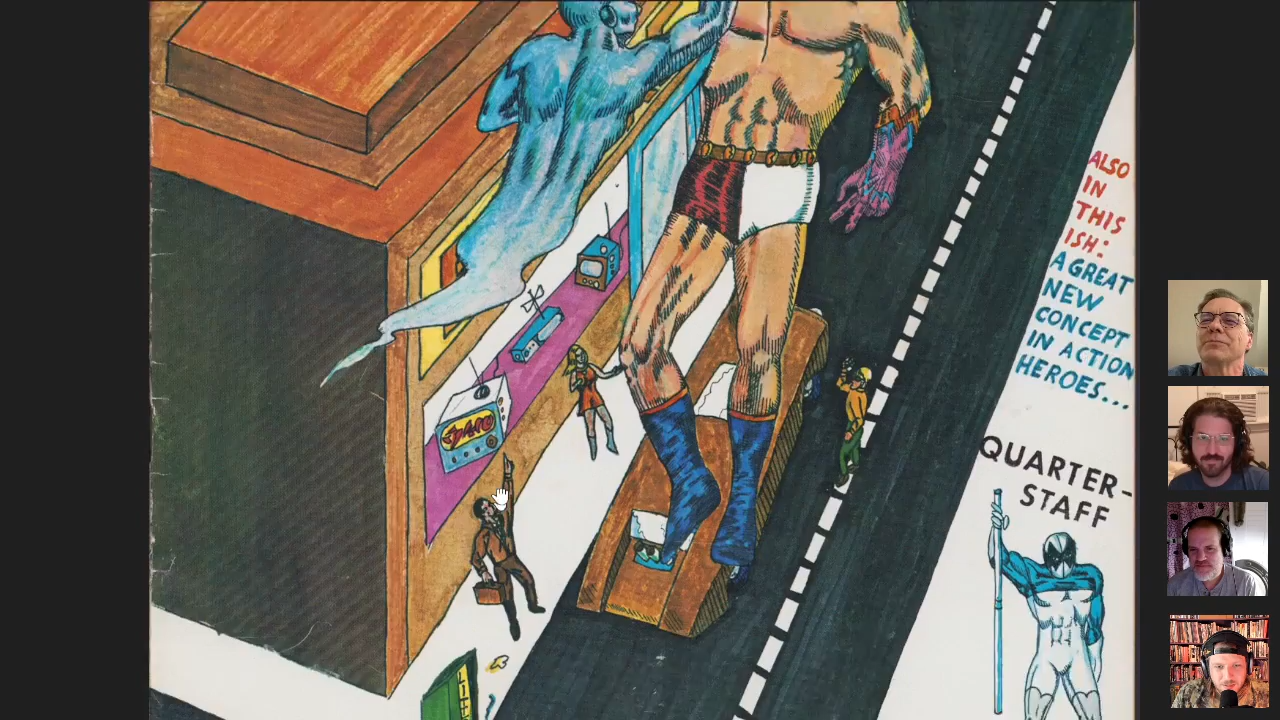 ALSO
IN
THIS
ISH:
A GREAT
NEW
CONCEPT
IN ACTION
HEROES...
QUARTER-
STAFF